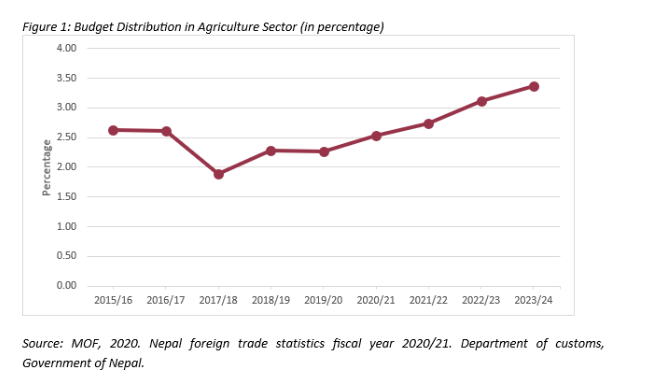 Figure 1: Budget Distribution in Agriculture Sector (in percentage)
4.00
3.50
3.00
2.50
2.00
1.50
1.00
0.50
0.00
Percentage
2015/16 2016/17 2017/18 2018/19 2019/20 2020/21 2021/22 2022/23 2023/24
Source: MOF, 2020. Nepal foreign trade statistics fiscal year 2020/21. Department of customs,
Government of Nepal.